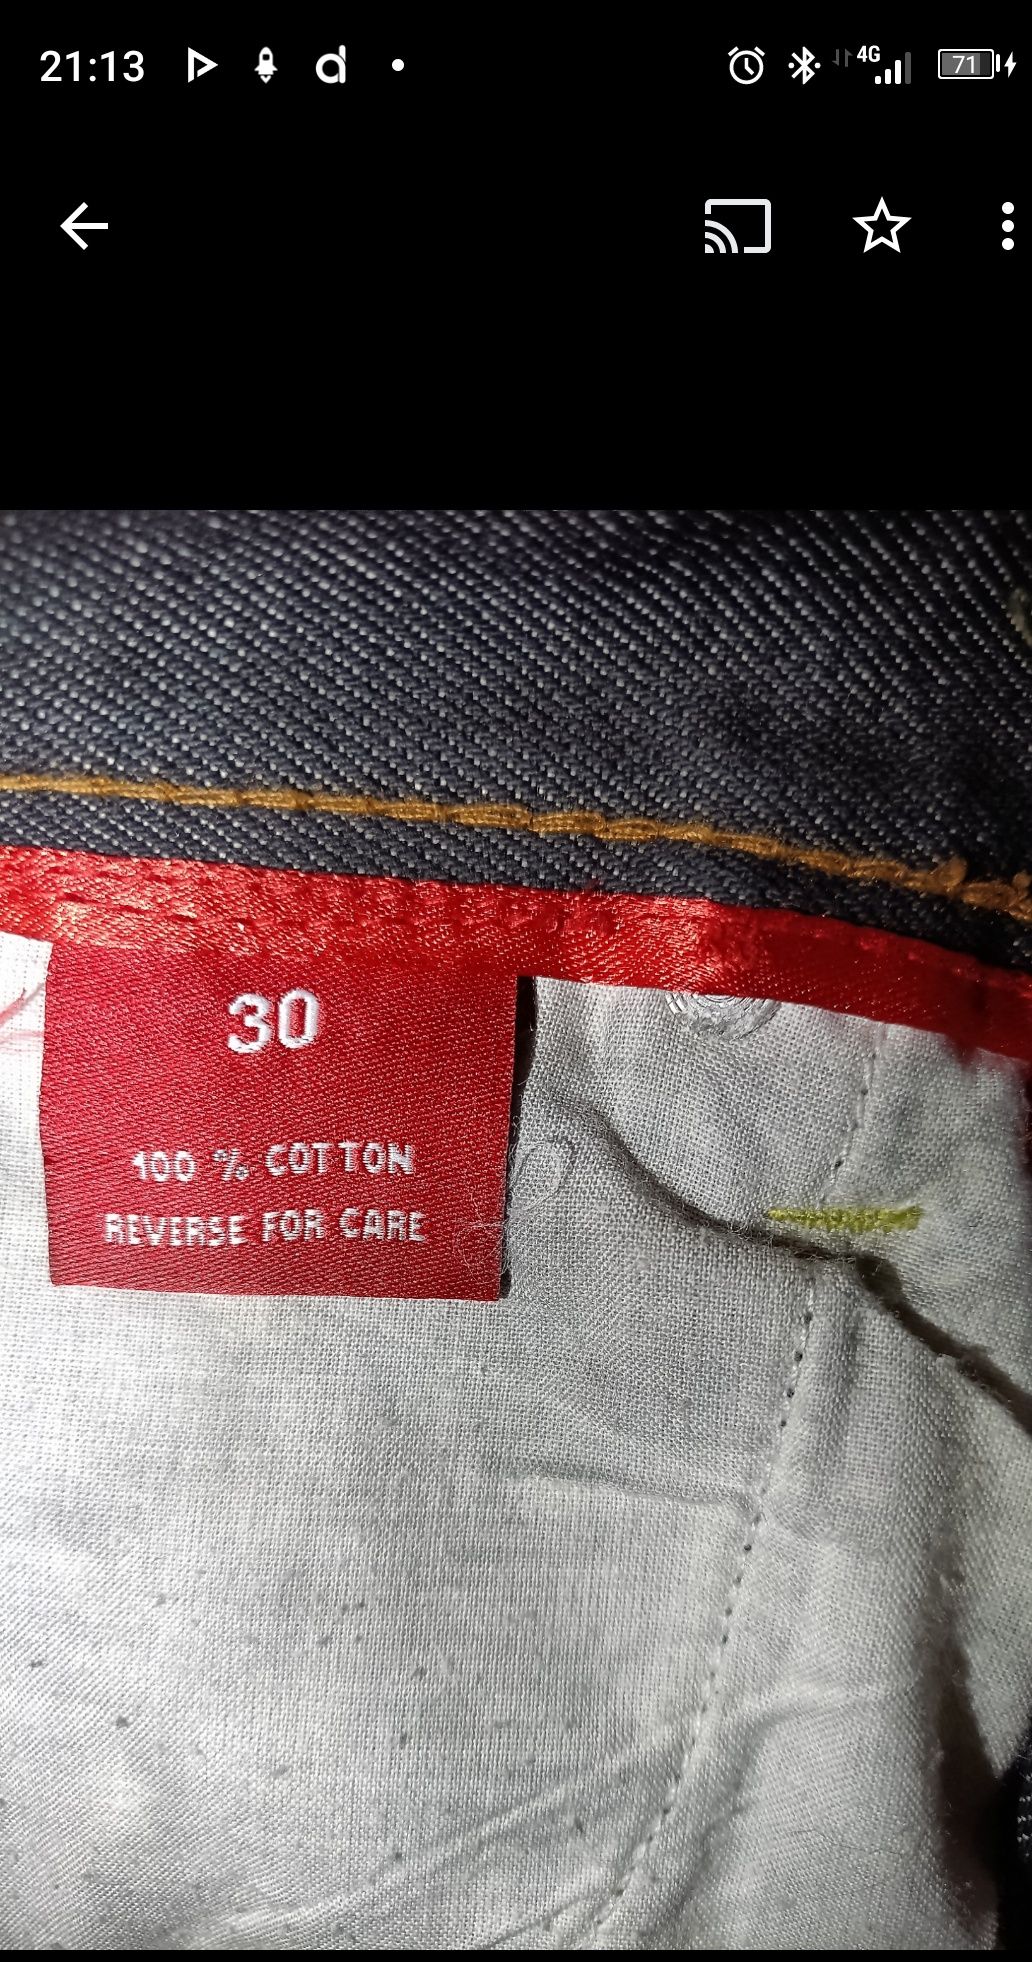 21:13
4G
71
30
100 % COTTON
REVERSE FOR CARE